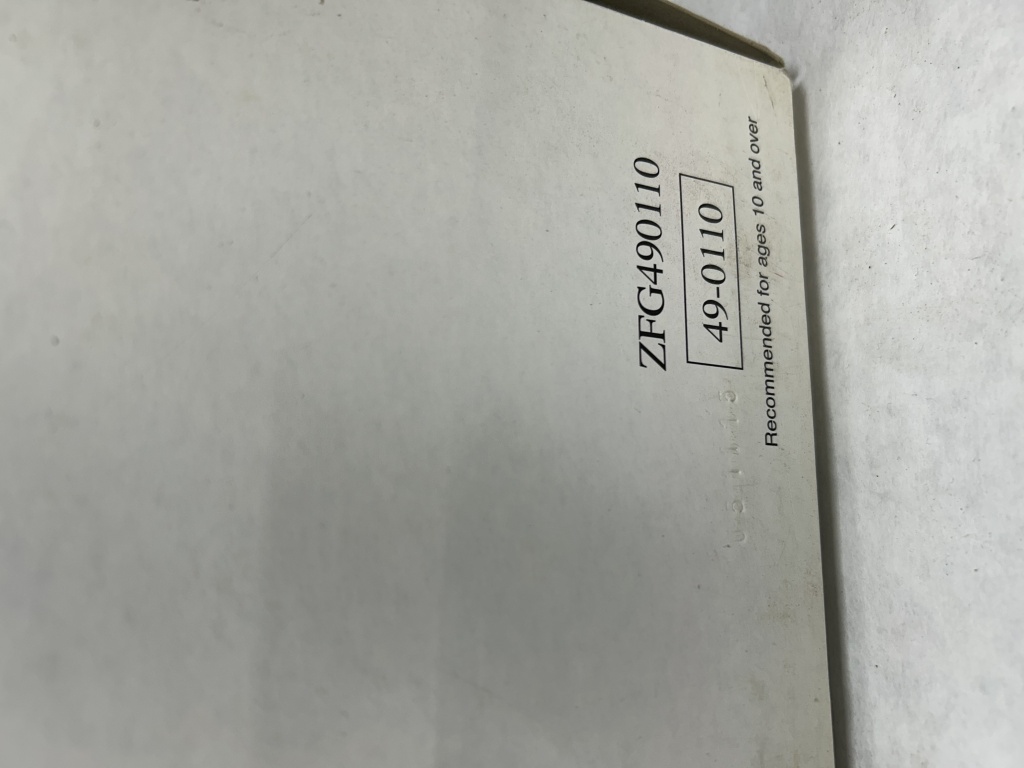 ZFG490110
49-0110
Recommended for ages 10 and over